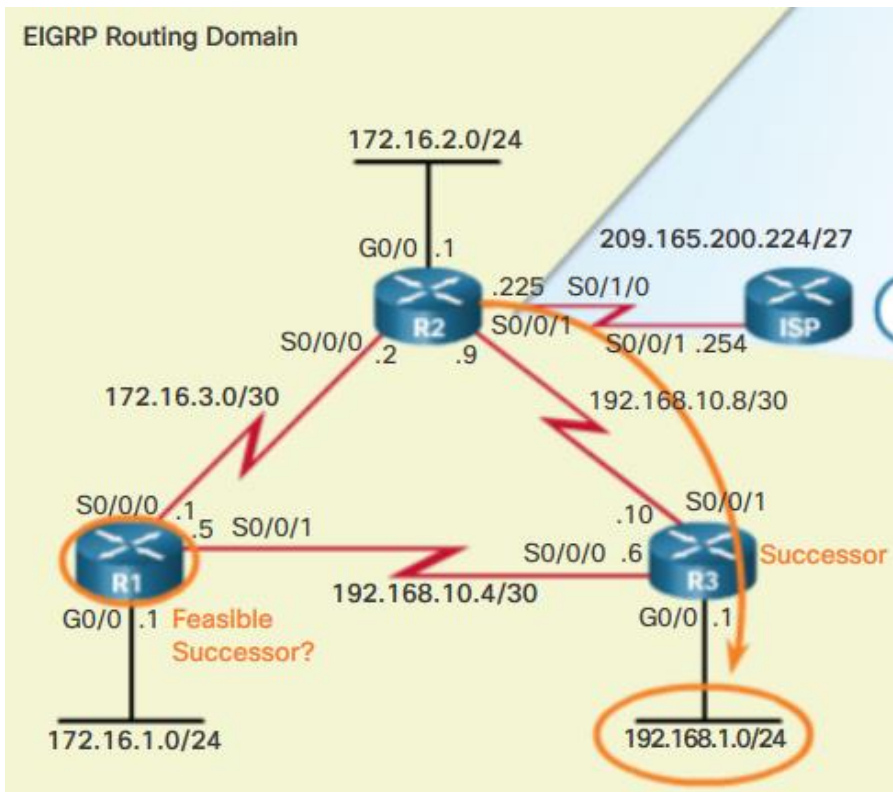 EIGRP Routing Domain
172.16.2.0/24
G0/0 .1
209.165.200.224/27
.225 S0/1/0
R2
S0/0/1
ISP
S0/0/0
.2
.9
S0/0/1 .254
172.16.3.0/30
192.168.10.8/30
S0/0/0 .1
.5 S0/0/1
.10
S0/0/1
S0/0/0 .6
Successor
R1
R3
192.168.10.4/30
G0/0 .1
Feasible
Successor?
G0/0 .1
172.16.1.0/24
192.168.1.0/24